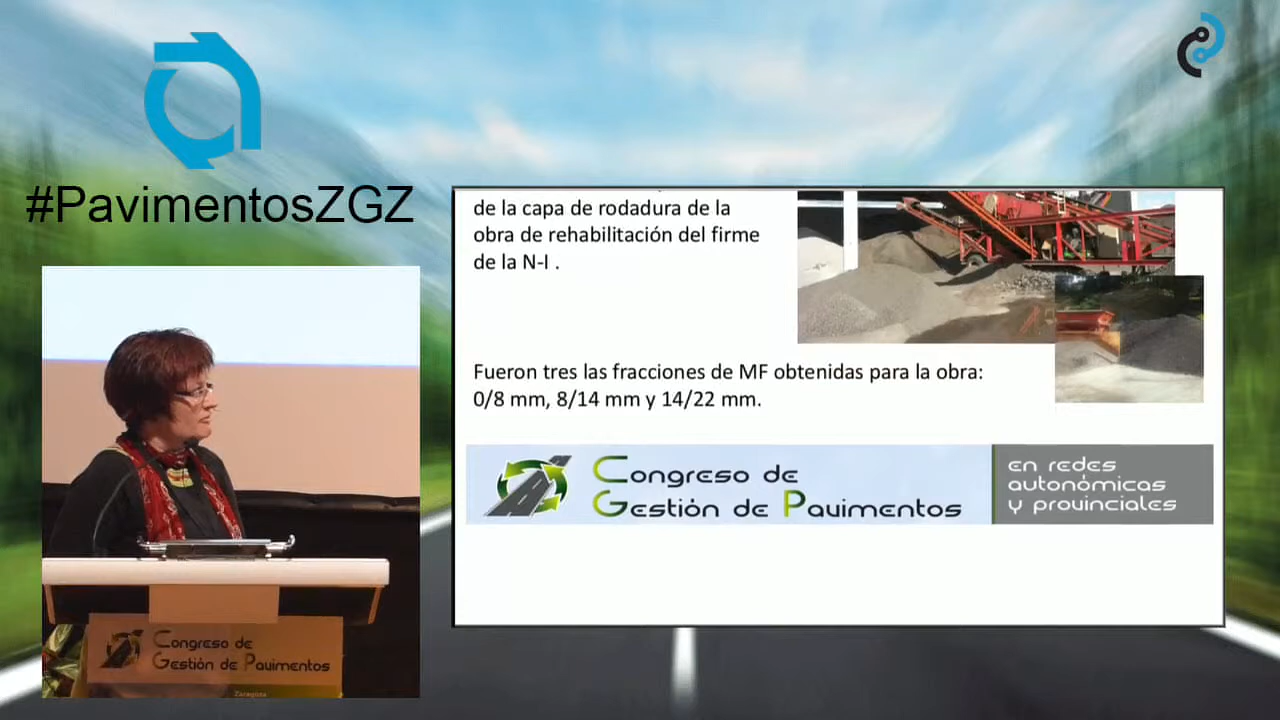 #PavimentosZGZ
de la capa de rodadura de la
obra de rehabilitación del firme
de la N-I .
Fueron tres las fracciones de MF obtenidas para la obra:
0/8 mm, 8/14 mm y 14/22 mm.
Congreso de
Gestión de Pavimentos
en redes
autonómicas
y provinciales
Congreso de
Gestión de Pavimentos
Zaragoza